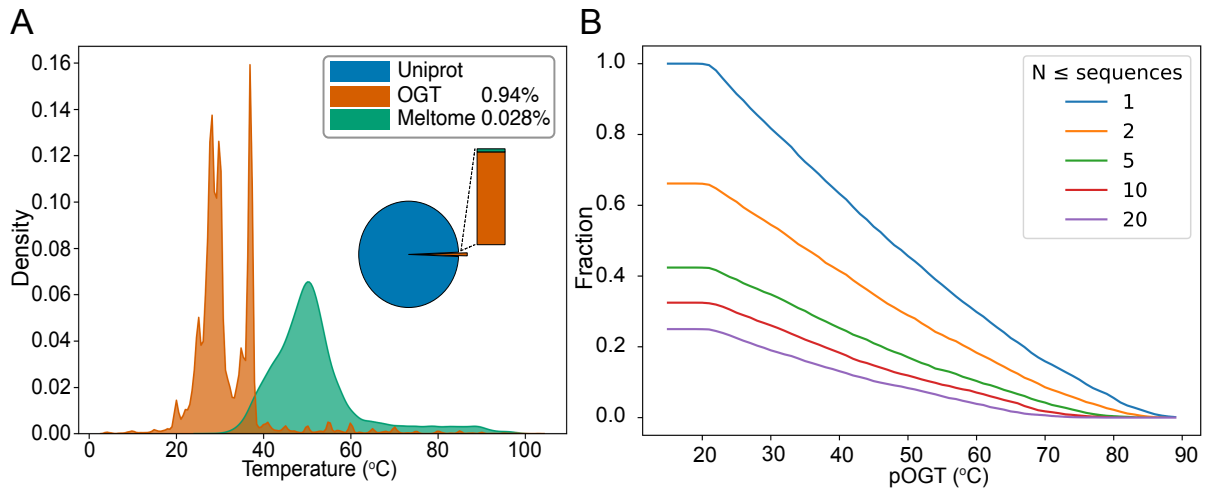 A
0.16
0.14
0.12
0.10
0.08
0.06
0.04
0.02
0.00
Density
0 20 40 60 80 100
Temperature (°C)
Uniprot
OGT 0.94%
Meltome 0.028%
B
1.0
0.8
0.6
0.4
0.2
0.0
Fraction
20 30 40 50 60 70 80 90
pOGT (°C)
N ≤ sequences
1
2
5
10
20